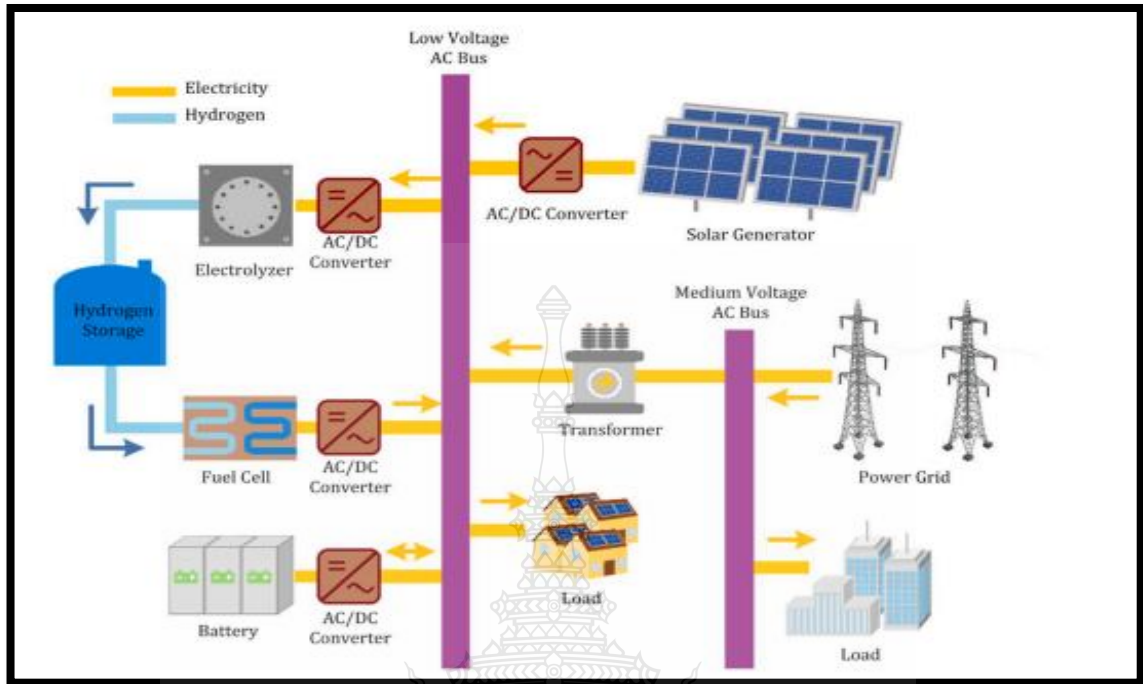 Low Voltage
AC Bus
Electricity
Hydrogen
AC/DC Converter
Solar Generator
AC/DC
Converter
Electrolyzer
Medium Voltage
AC Bus
Hydrogen
Storage
Transformer
Fuel Cell
AC/DC
Converter
Power Grid
Load
Battery
AC/DC
Converter
Load